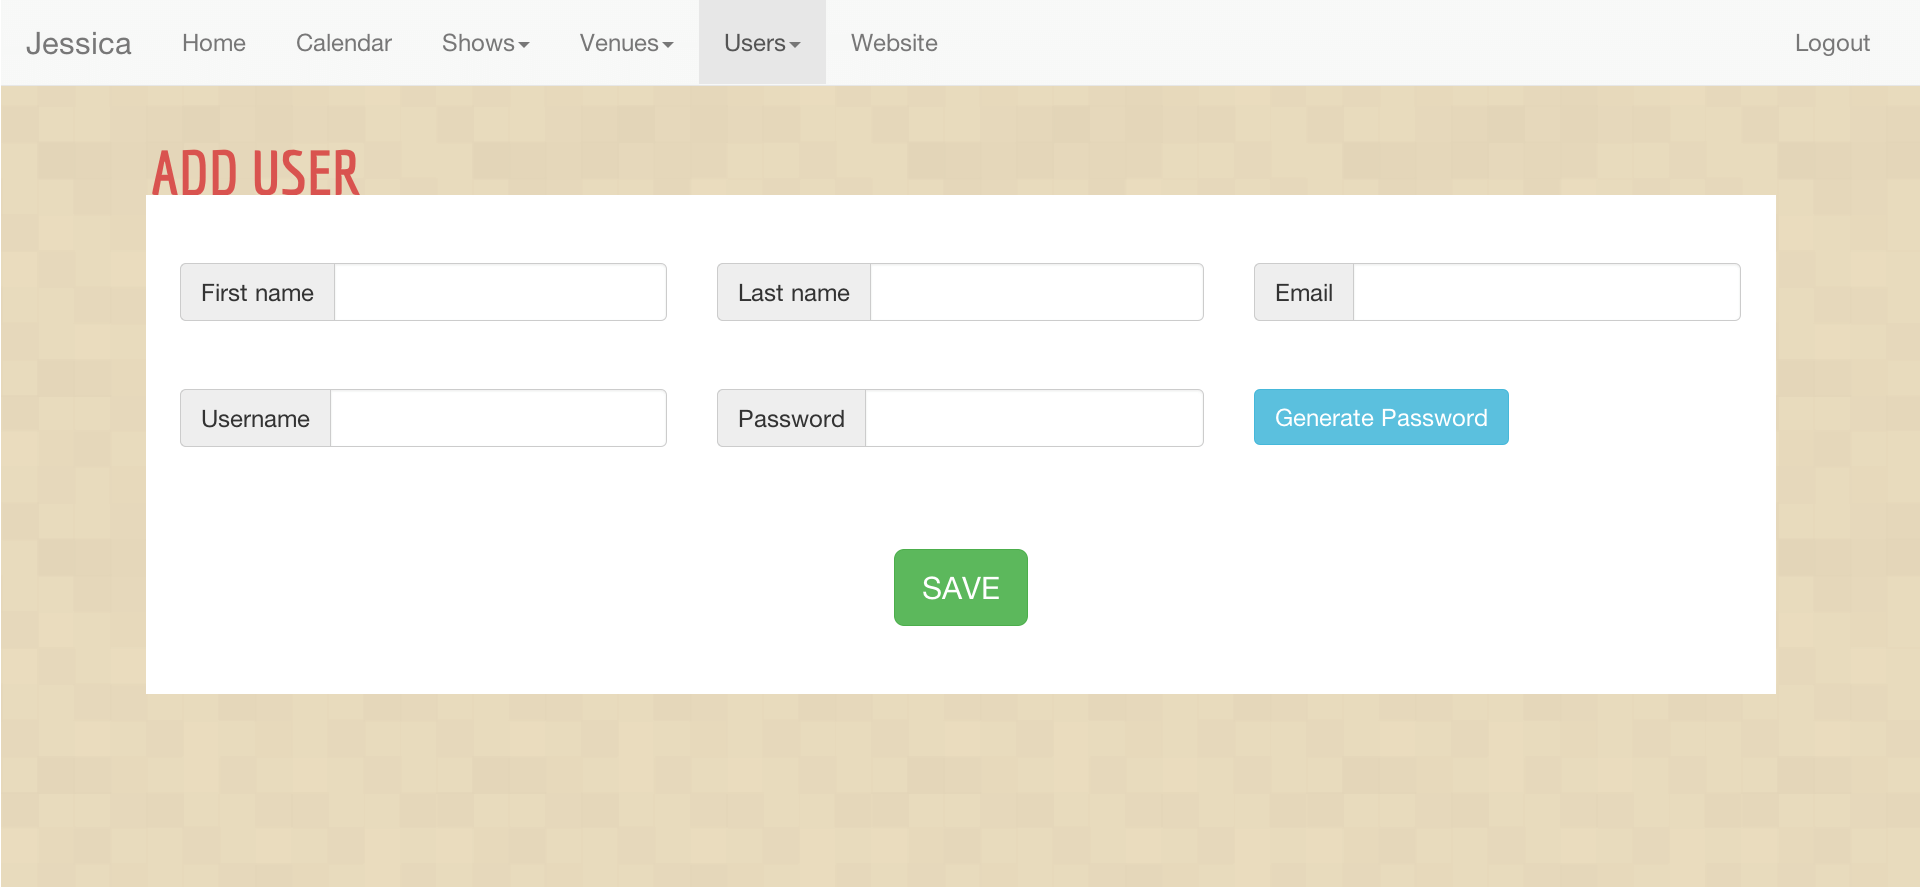 Jessica Home Calendar Shows Venues Users Website Logout
ADD USER
First name Last name Email
Username Password Generate Password
SAVE